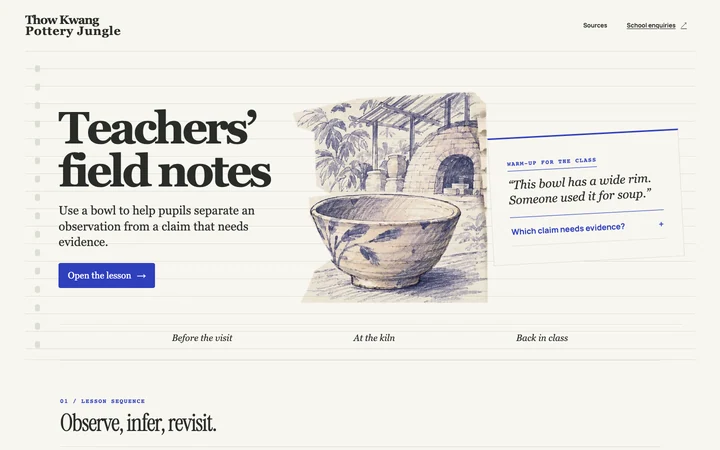 Thow Kwang
Pottery Jungle
Sources
School enquiries ↗
Teachers’
field notes
Use a bowl to help pupils separate an
observation from a claim that needs
evidence.
Open the lesson →
WARM-UP FOR THE CLASS
“This bowl has a wide rim.
Someone used it for soup.”
Which claim needs evidence? +
Before the visit
At the kiln
Back in class
01 / LESSON SEQUENCE
Observe, infer, revisit.